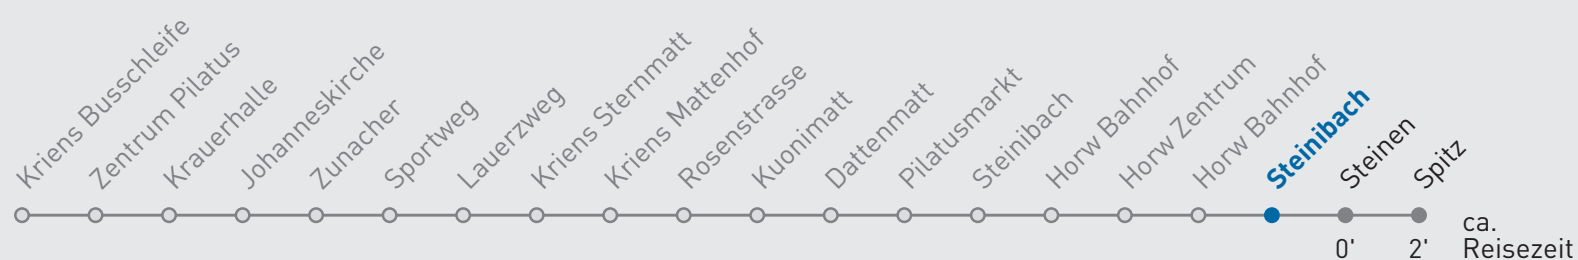 Kriens Busschleife
Zentrum Pilatus
Krauerhalle
Johanneskirche
Zunacher
Sportweg
Lauerzweg
Kriens Sternmatt
Kriens Mattenhof
Rosenstrasse
Kuonimatt
Dattenmatt
Pilatusmarkt
Steinibach
Horw Bahnhof
Horw Zentrum
Horw Bahnhof
Steinibach
Steinen
Spitz
ca.
0' 2' Reisezeit